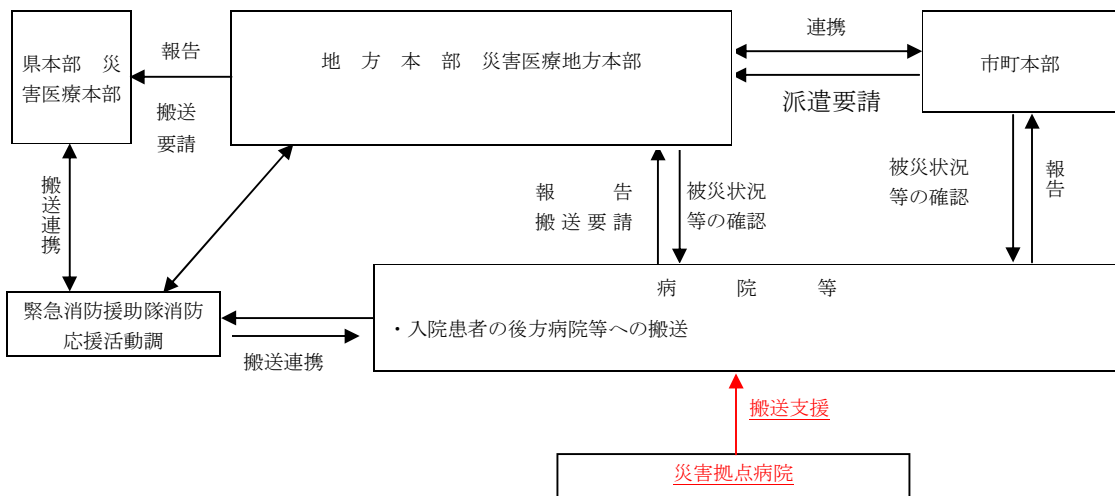 県本部　災
害医療本部
報告
搬送
要請
地　方　本　部　災害医療地方本部
連携
派遣要請
市町本部
搬送連携
報　　告
搬送要請
被災状況
等の確認
被災状況
等の確認
報告
緊急消防援助隊消防
応援活動調
搬送連携
病　　院　　等
・入院患者の後方病院等への搬送
搬送支援
災害拠点病院